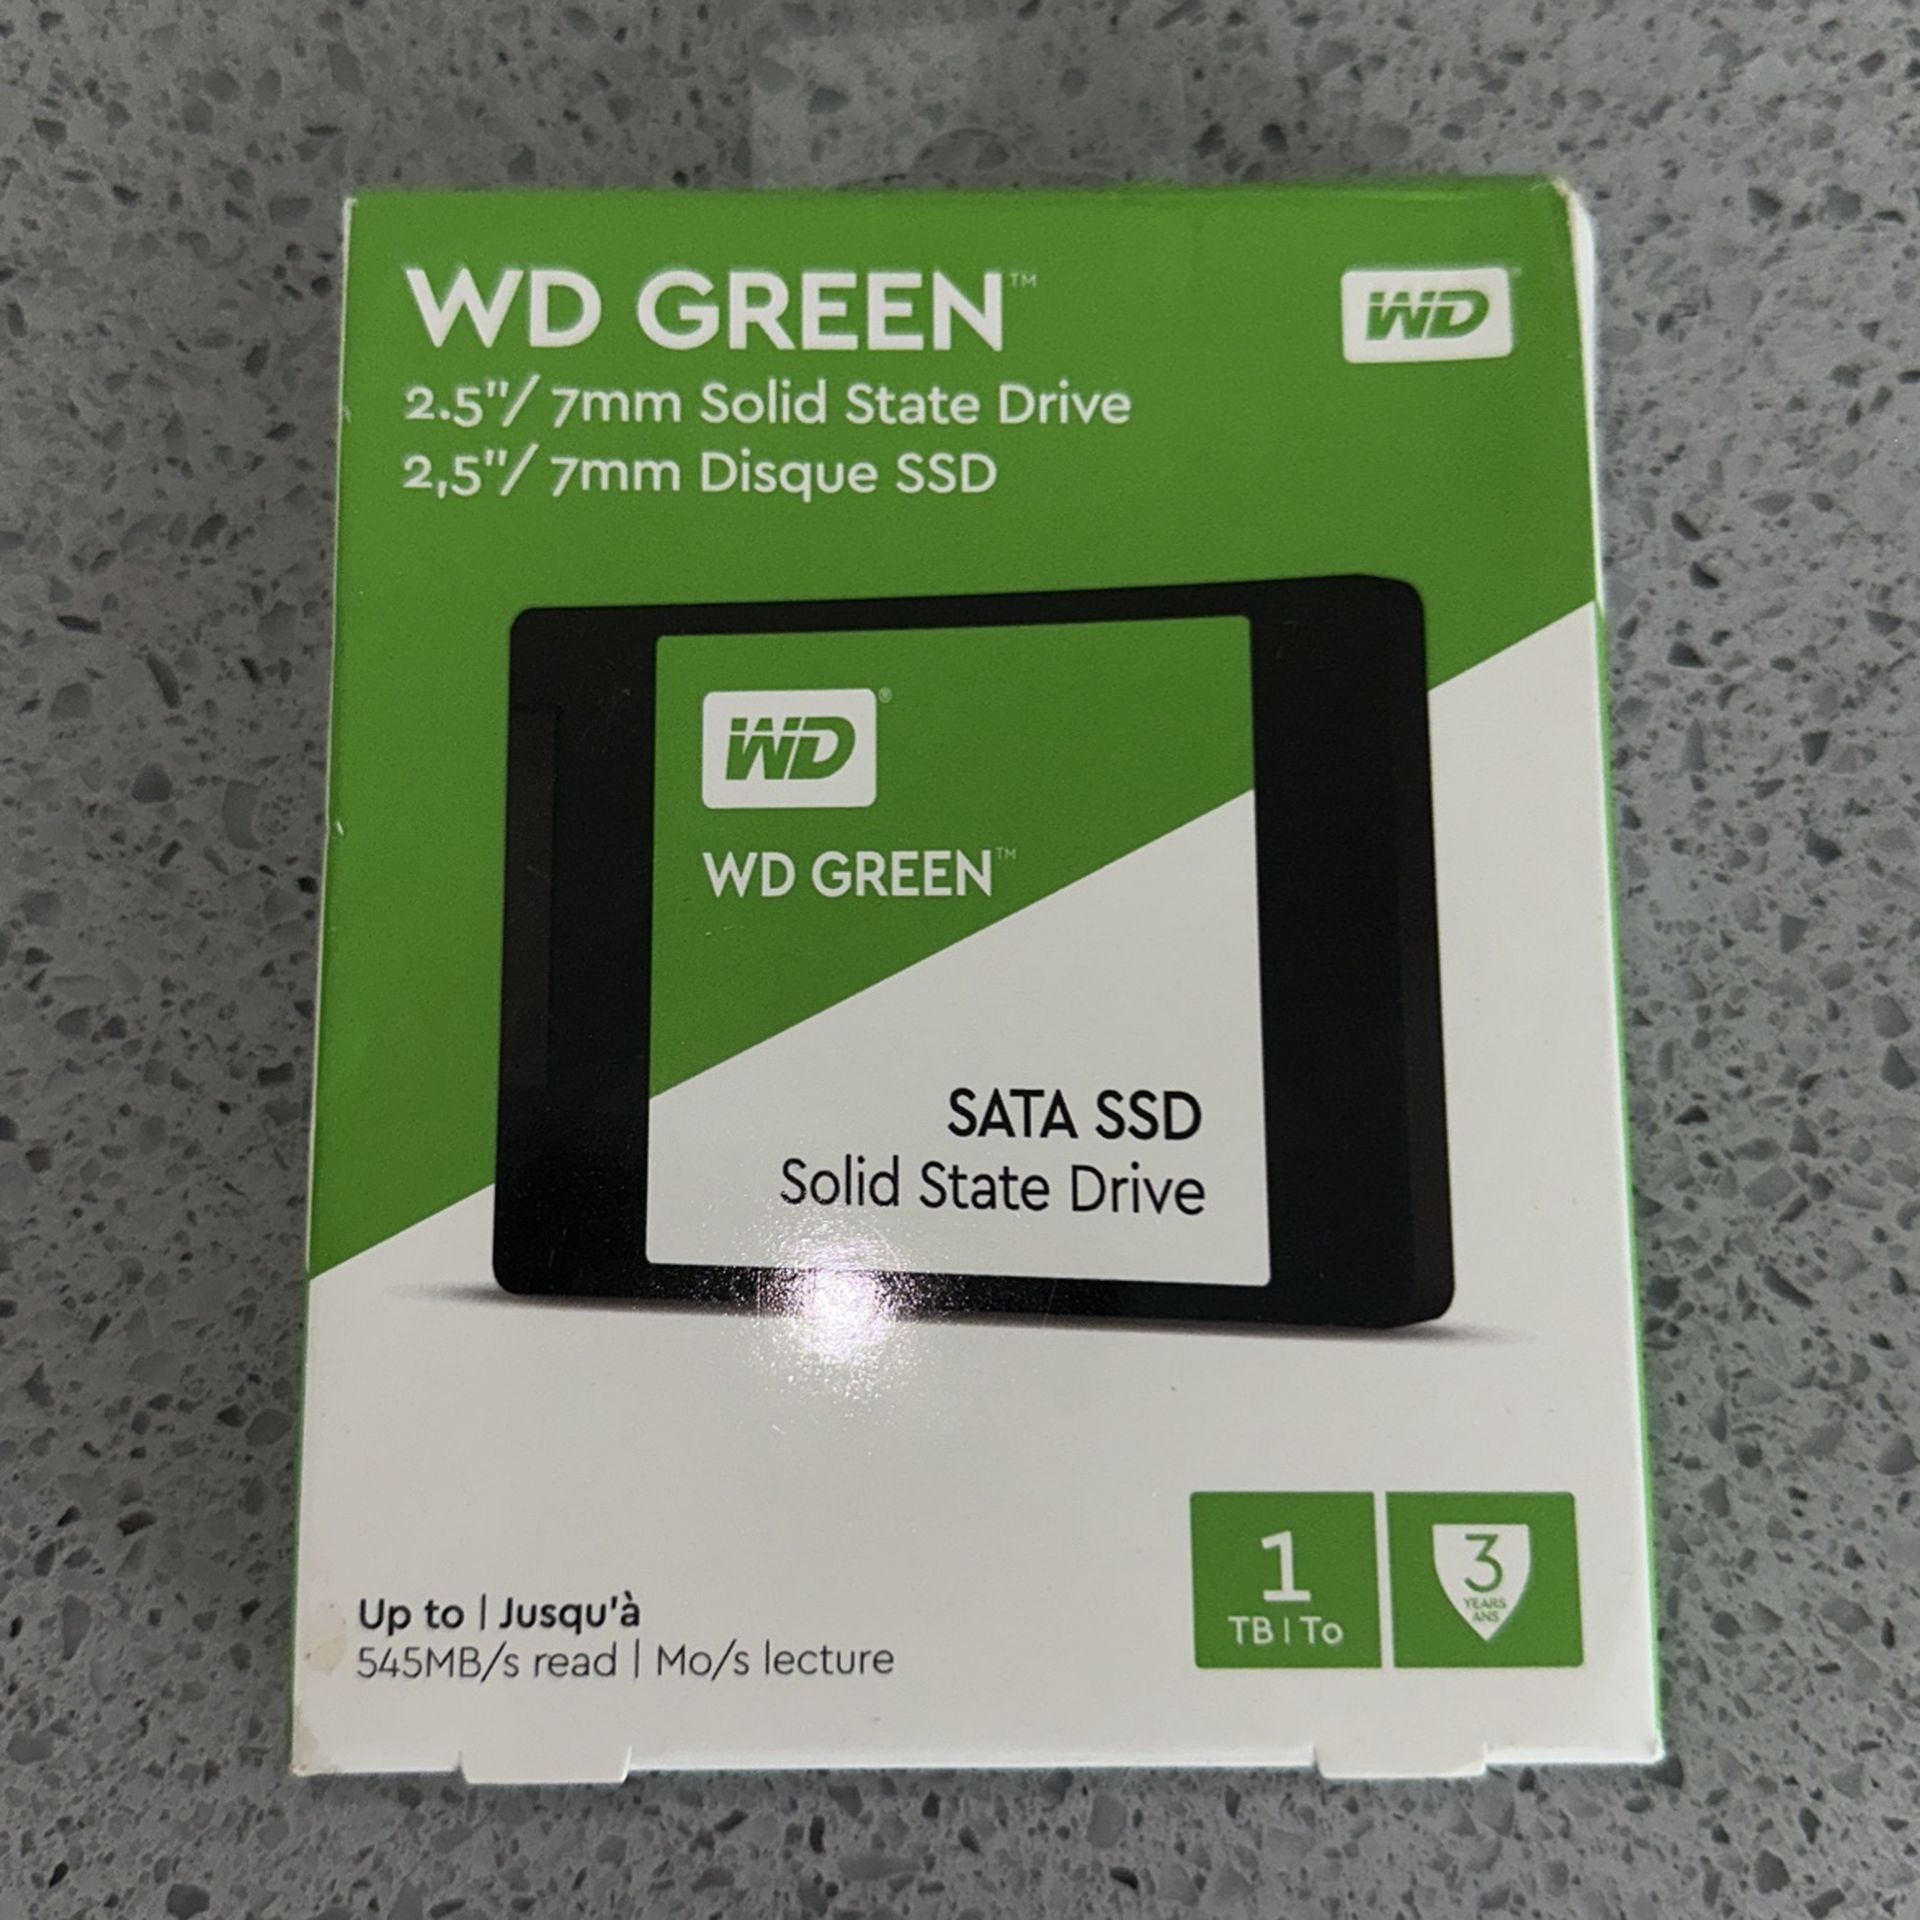 WD GREEN™
WD™
2.5"/ 7mm Solid State Drive
2,5"/ 7mm Disque SSD
WD®
WD GREEN™
SATA SSD
Solid State Drive
1
TB | To
3
YEARS
ANS
Up to | Jusqu'à
545MB/s read | Mo/s lecture